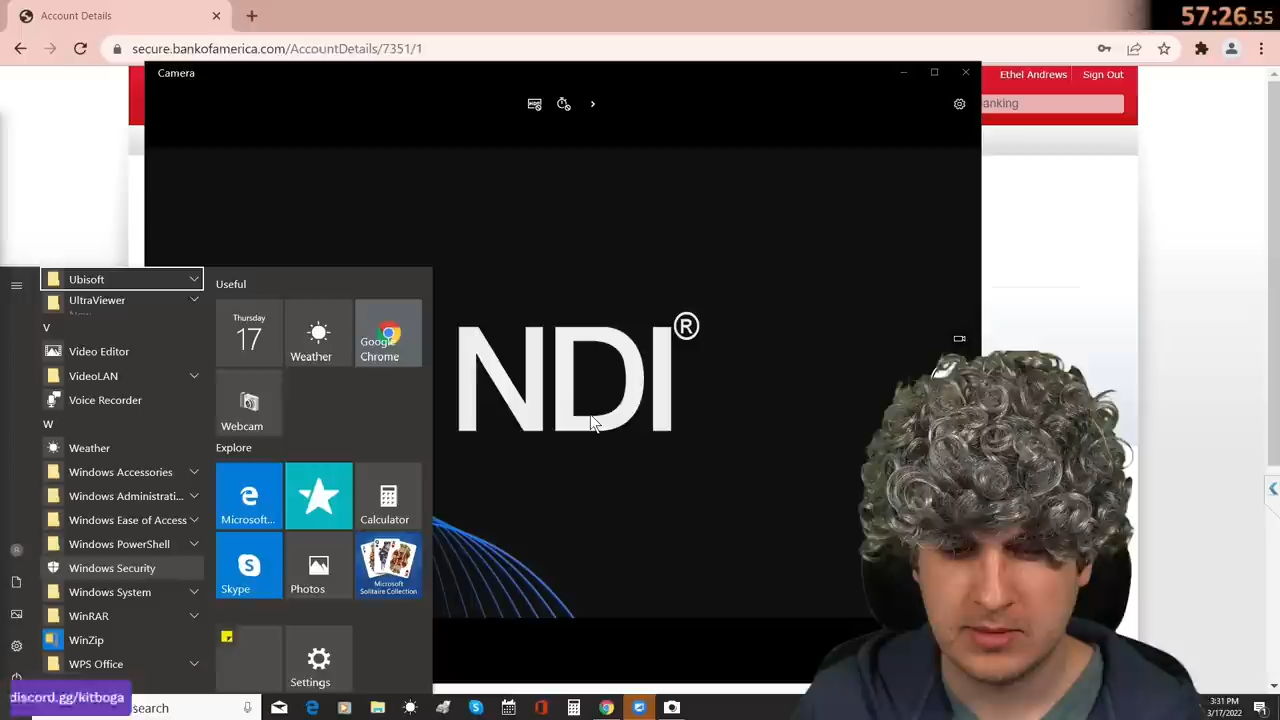 Account Details
57:26.55
secure.bankofamerica.com/AccountDetails/7351/1
Camera
Ethel Andrews
Sign Out
anking
Ubisoft
UltraViewer
New
V
Video Editor
VideoLAN
Voice Recorder
W
Weather
Windows Accessories
Windows Administrati...
Windows Ease of Access
Windows PowerShell
Windows Security
Windows System
WinRAR
WinZip
WPS Office
Useful
Thursday
17
Weather
Google
Chrome
Webcam
Explore
Microsoft...
Calculator
Skype
Photos
Microsoft
Solitaire Collection
Settings
NDI®
discord.gg/kitboga
search
3:31 PM
3/17/2022